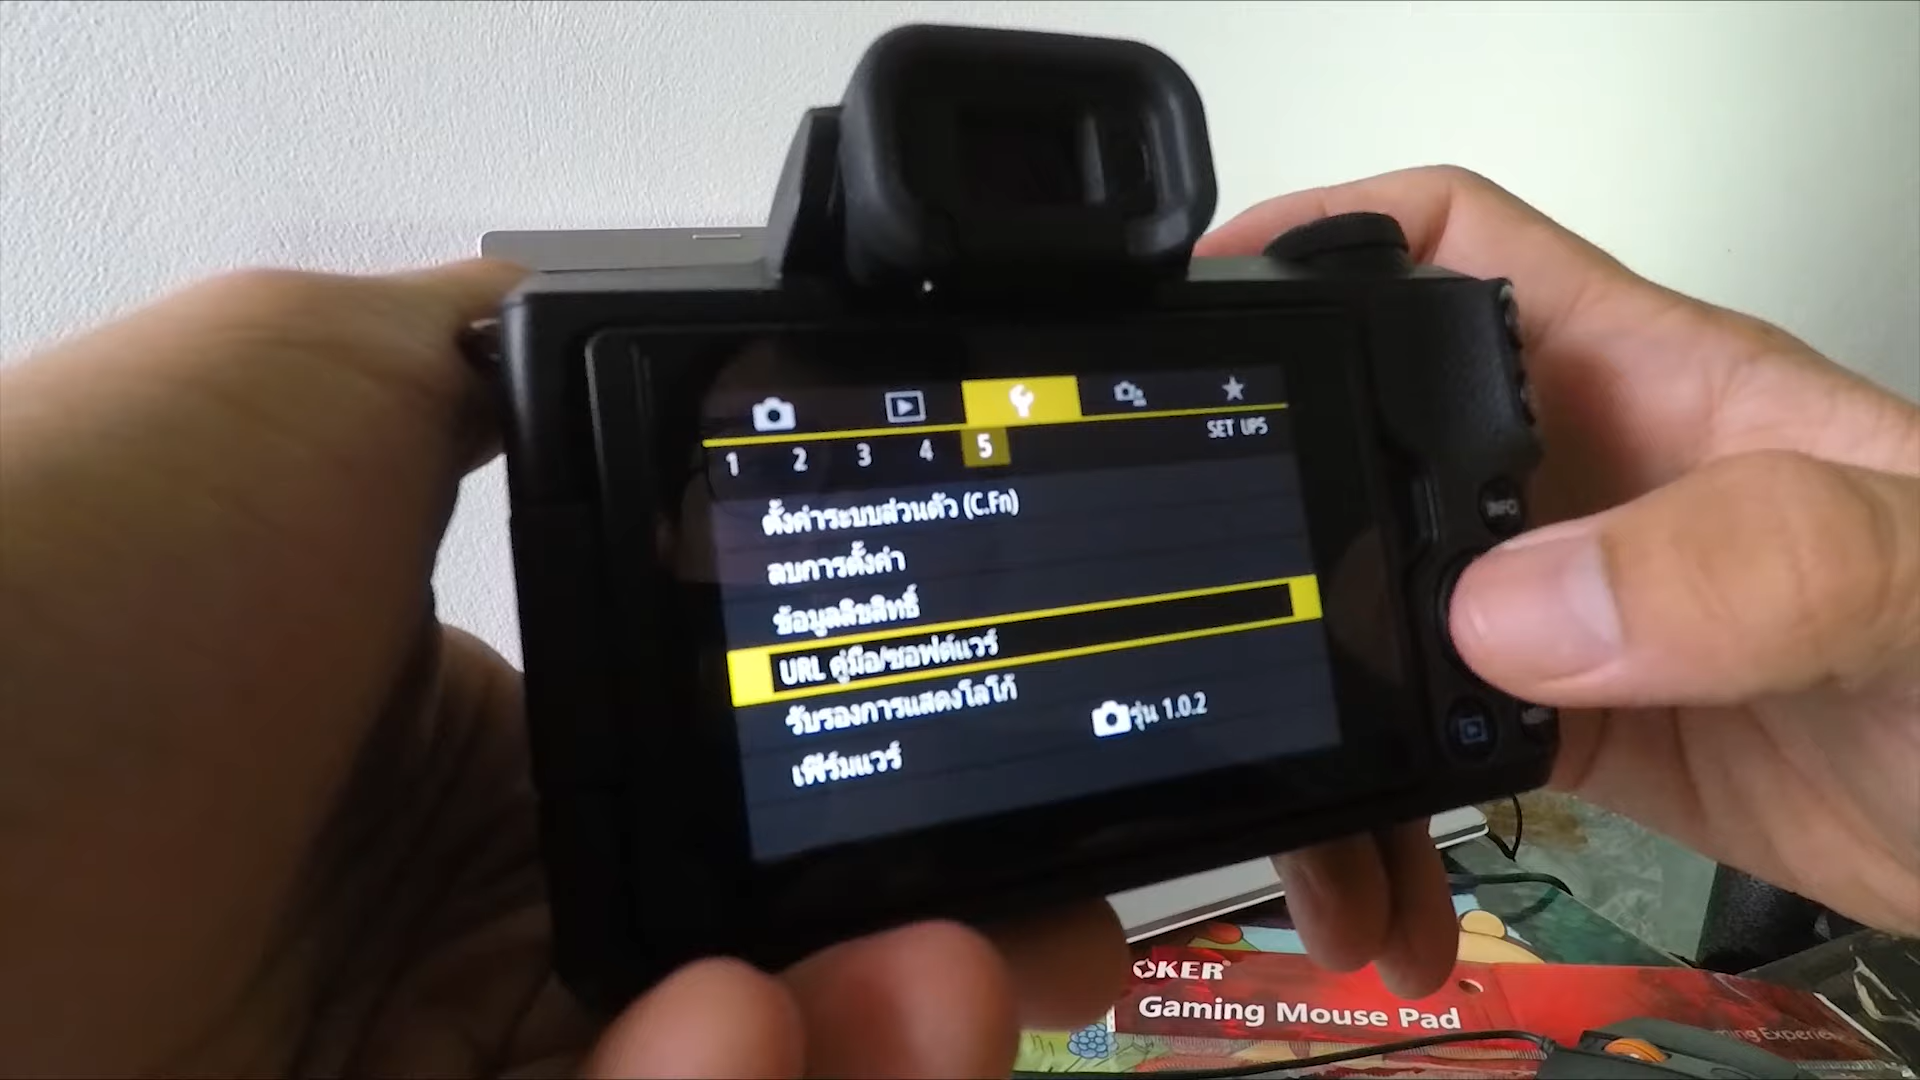 1 2 3 4 5 SET UP5
ตั้งค่าระบบส่วนตัว (C.Fn)
ลบการตั้งค่า
ข้อมูลลิขสิทธิ์
URL คู่มือ/ซอฟต์แวร์
รับรองการแสดงโลโก้
เฟิร์มแวร์ รุ่น 1.0.2
INFO
OKER
Gaming Mouse Pad